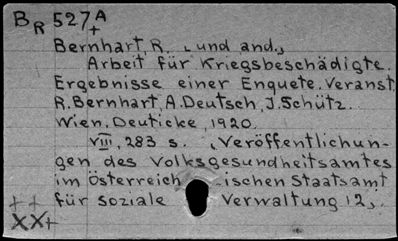 BR 527A
+
Bernhart, R. , und and.,
Arbeit für Kriegsbeschädigte.
Ergebnisse einer Enquete. Veranst.
R. Bernhart, A. Deutsch, J. Schütz.
Wien, Deuticke, 1920.
VIII, 283 s. (Veröffentlichun-
gen des Volksgesundheitsamtes
im österreich -ischen Staatsamt
für soziale Verwaltung 12).
++
XX+